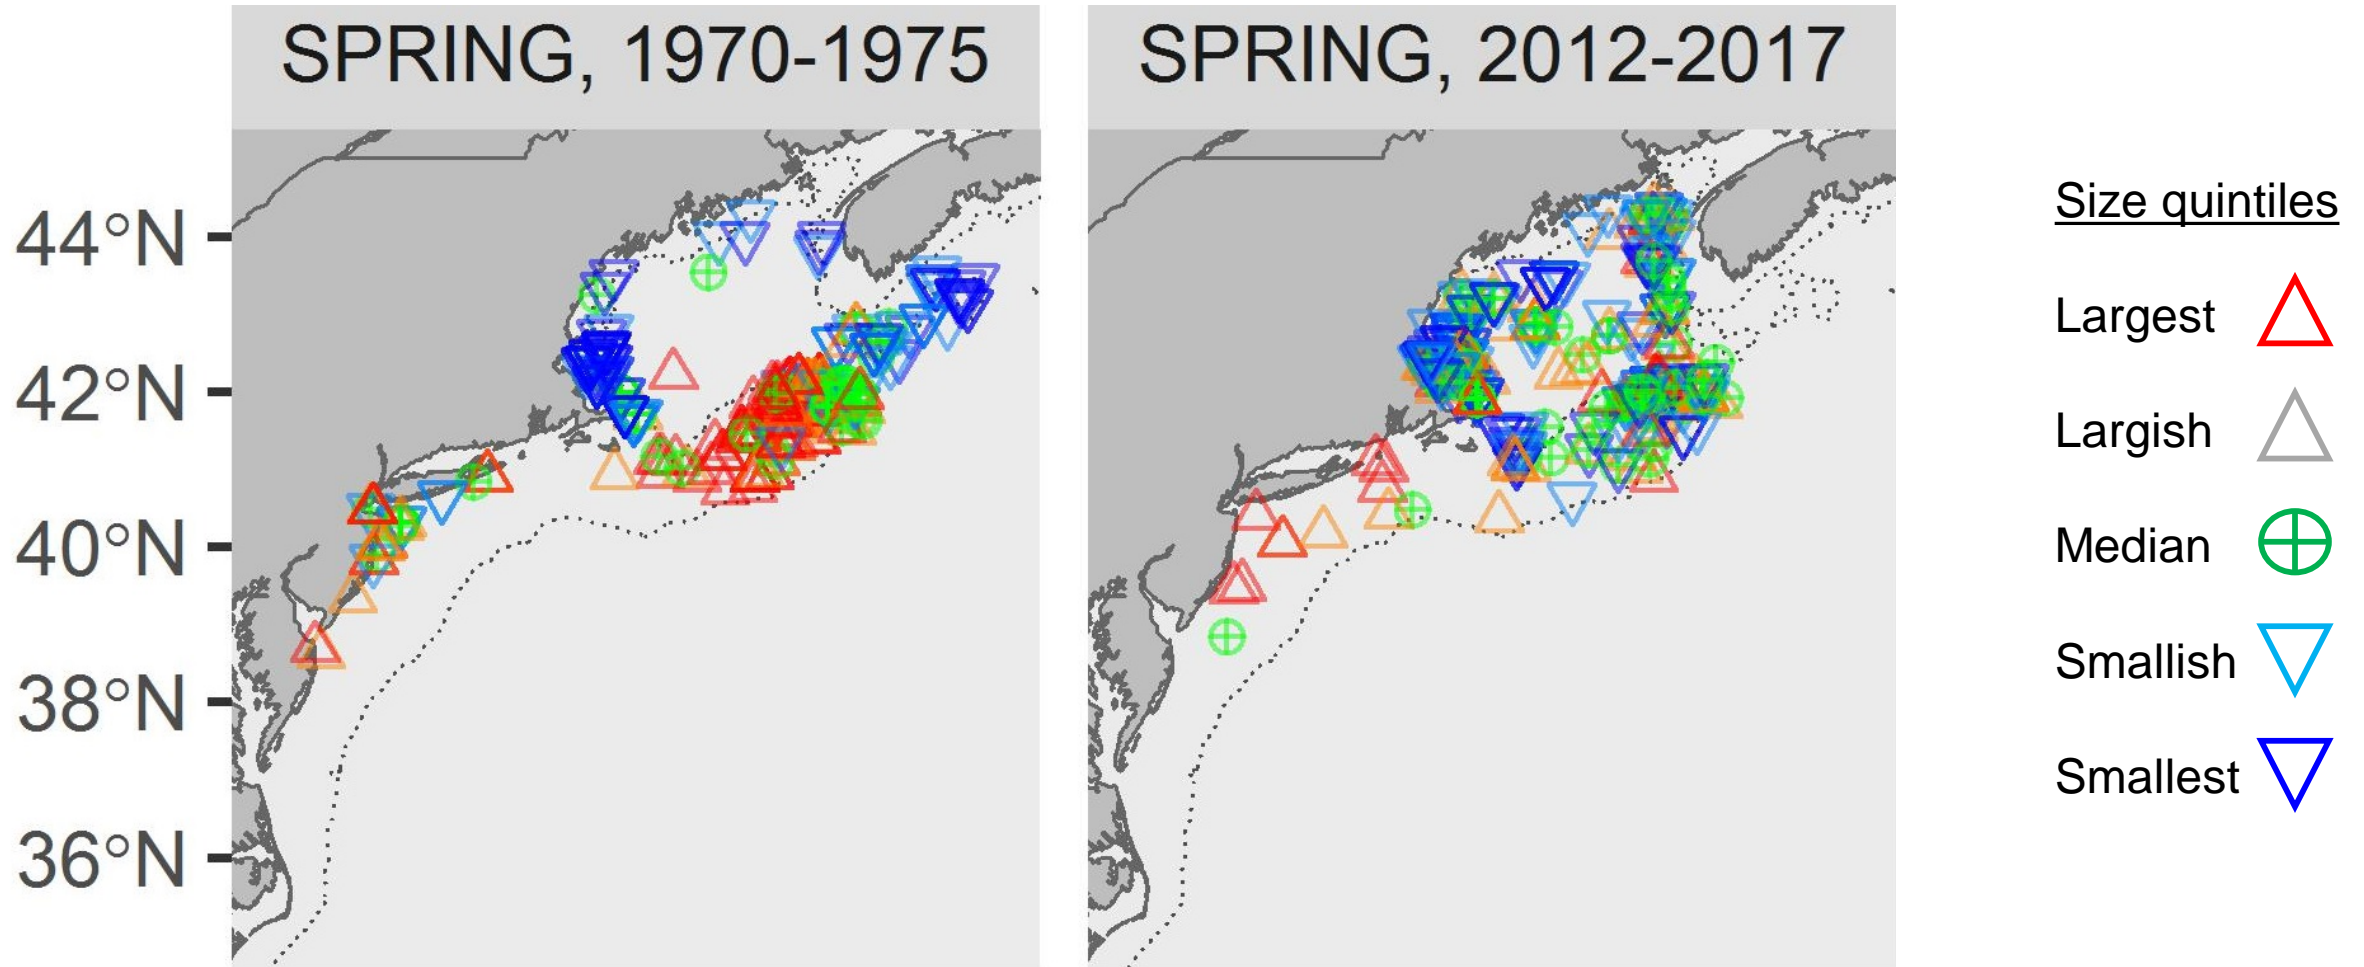 SPRING, 1970-1975
SPRING, 2012-2017
44°N
42°N
40°N
38°N
36°N
Size quintiles
Largest
Largish
Median
Smallish
Smallest